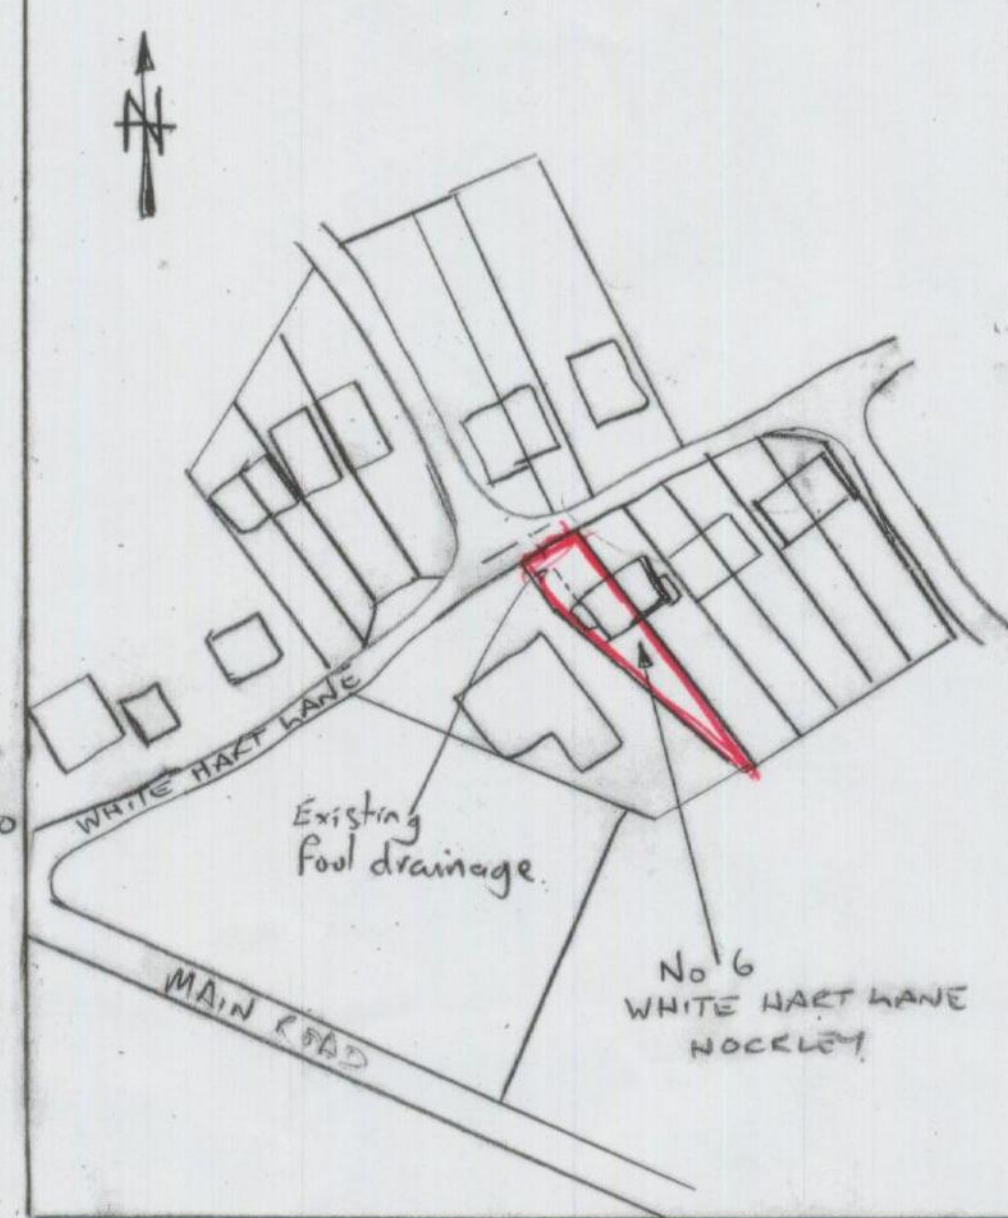 N
WHITE HART LANE
Existing
foul drainage.
MAIN ROAD
No 6
WHITE HART LANE
HOCKLEY